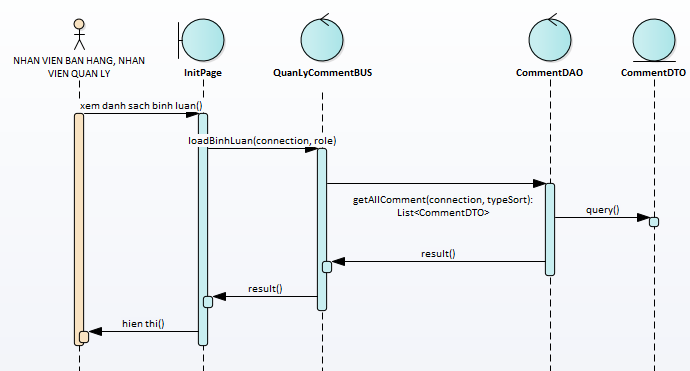 NHAN VIEN BAN HANG, NHAN
VIEN QUAN LY
InitPage
QuanLyCommentBUS
CommentDAO
CommentDTO
xem danh sach binh luan()
loadBinhLuan(connection, role)
getAllComment(connection, typeSort):
List<CommentDTO>
query()
result()
result()
hien thi()